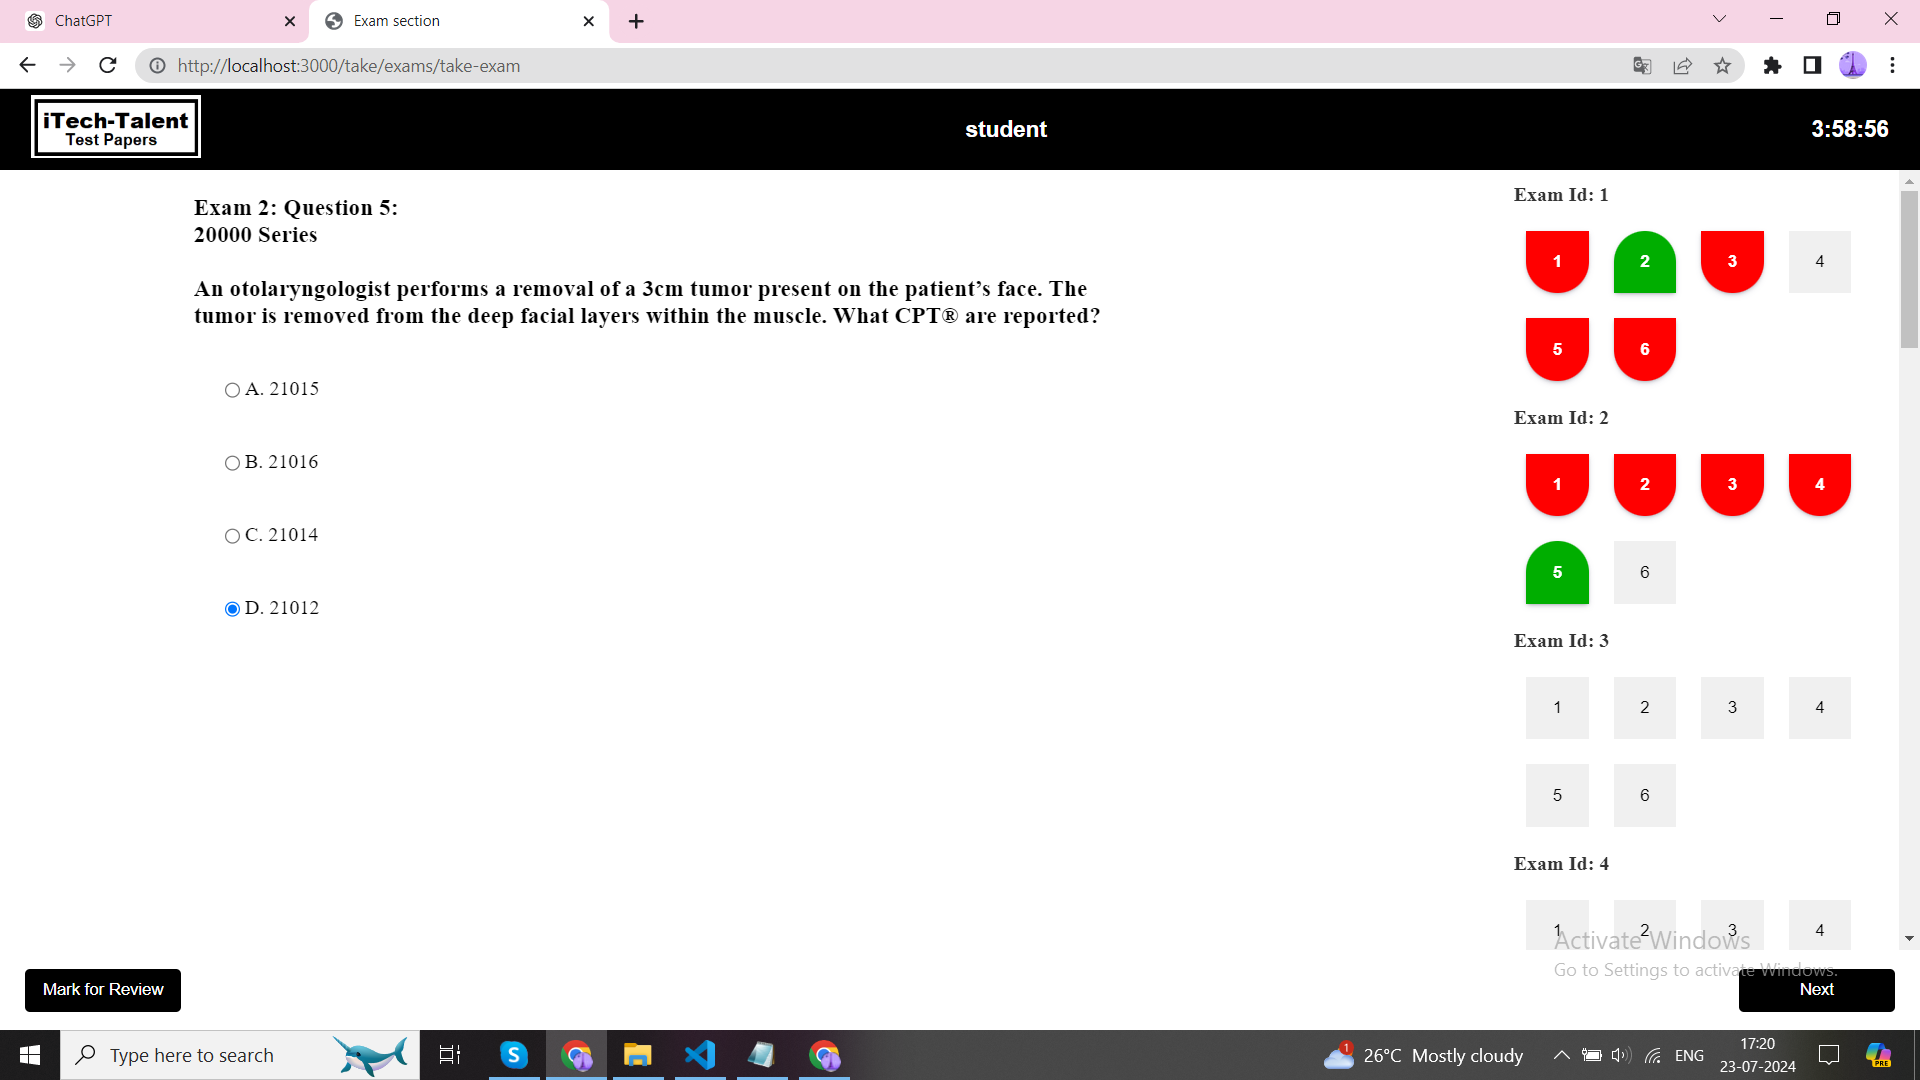 ChatGPT
Exam section
http://localhost:3000/take/exams/take-exam
iTech-Talent
Test Papers
student
3:58:56
Exam 2: Question 5:
20000 Series
An otolaryngologist performs a removal of a 3cm tumor present on the patient’s face. The
tumor is removed from the deep facial layers within the muscle. What CPT® are reported?
A. 21015
B. 21016
C. 21014
D. 21012
Exam Id: 1
1 2 3 4
5 6
Exam Id: 2
1 2 3 4
5 6
Exam Id: 3
1 2 3 4
5 6
Exam Id: 4
1 2 3 4
Activate Windows
Go to Settings to activate Windows.
Mark for Review
Next
Type here to search
S
1
26°C Mostly cloudy
ENG
17:20
23-07-2024
PRE